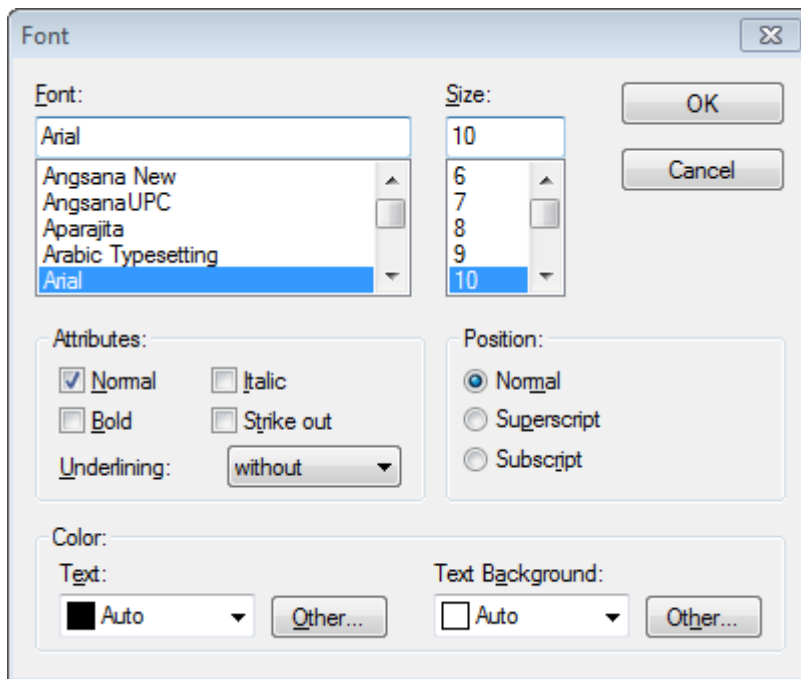 Font
Font:
Arial
Angsana New
AngsanaUPC
Aparajita
Arabic Typesetting
Arial
Size:
10
6
7
8
9
10
OK
Cancel
Attributes:
Normal
Italic
Bold
Strike out
Underlining:
without
Position:
Normal
Superscript
Subscript
Color:
Text:
Auto
Other...
Text Background:
Auto
Other...